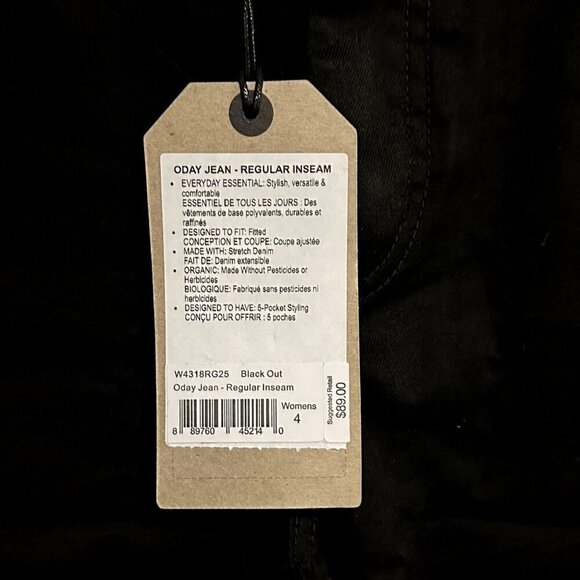 ODAY JEAN - REGULAR INSEAM
• EVERYDAY ESSENTIAL: Stylish, versatile &
comfortable
ESSENTIEL DE TOUS LES JOURS : Des
vêtements de base polyvalents, durables et
raffinés
• DESIGNED TO FIT: Fitted
CONCEPTION ET COUPE: Coupe ajustée
• MADE WITH: Stretch Denim
FAIT DE: Denim extensible
• ORGANIC: Made Without Pesticides or
Herbicides
BIOLOGIQUE: Fabriqué sans pesticides ni
herbicides
• DESIGNED TO HAVE: 5-Pocket Styling
CONÇU POUR OFFRIR : 5 poches
W4318RG25 Black Out
Oday Jean - Regular Inseam
Womens
4
8 89760 45214 0
Suggested Retail
$89.00